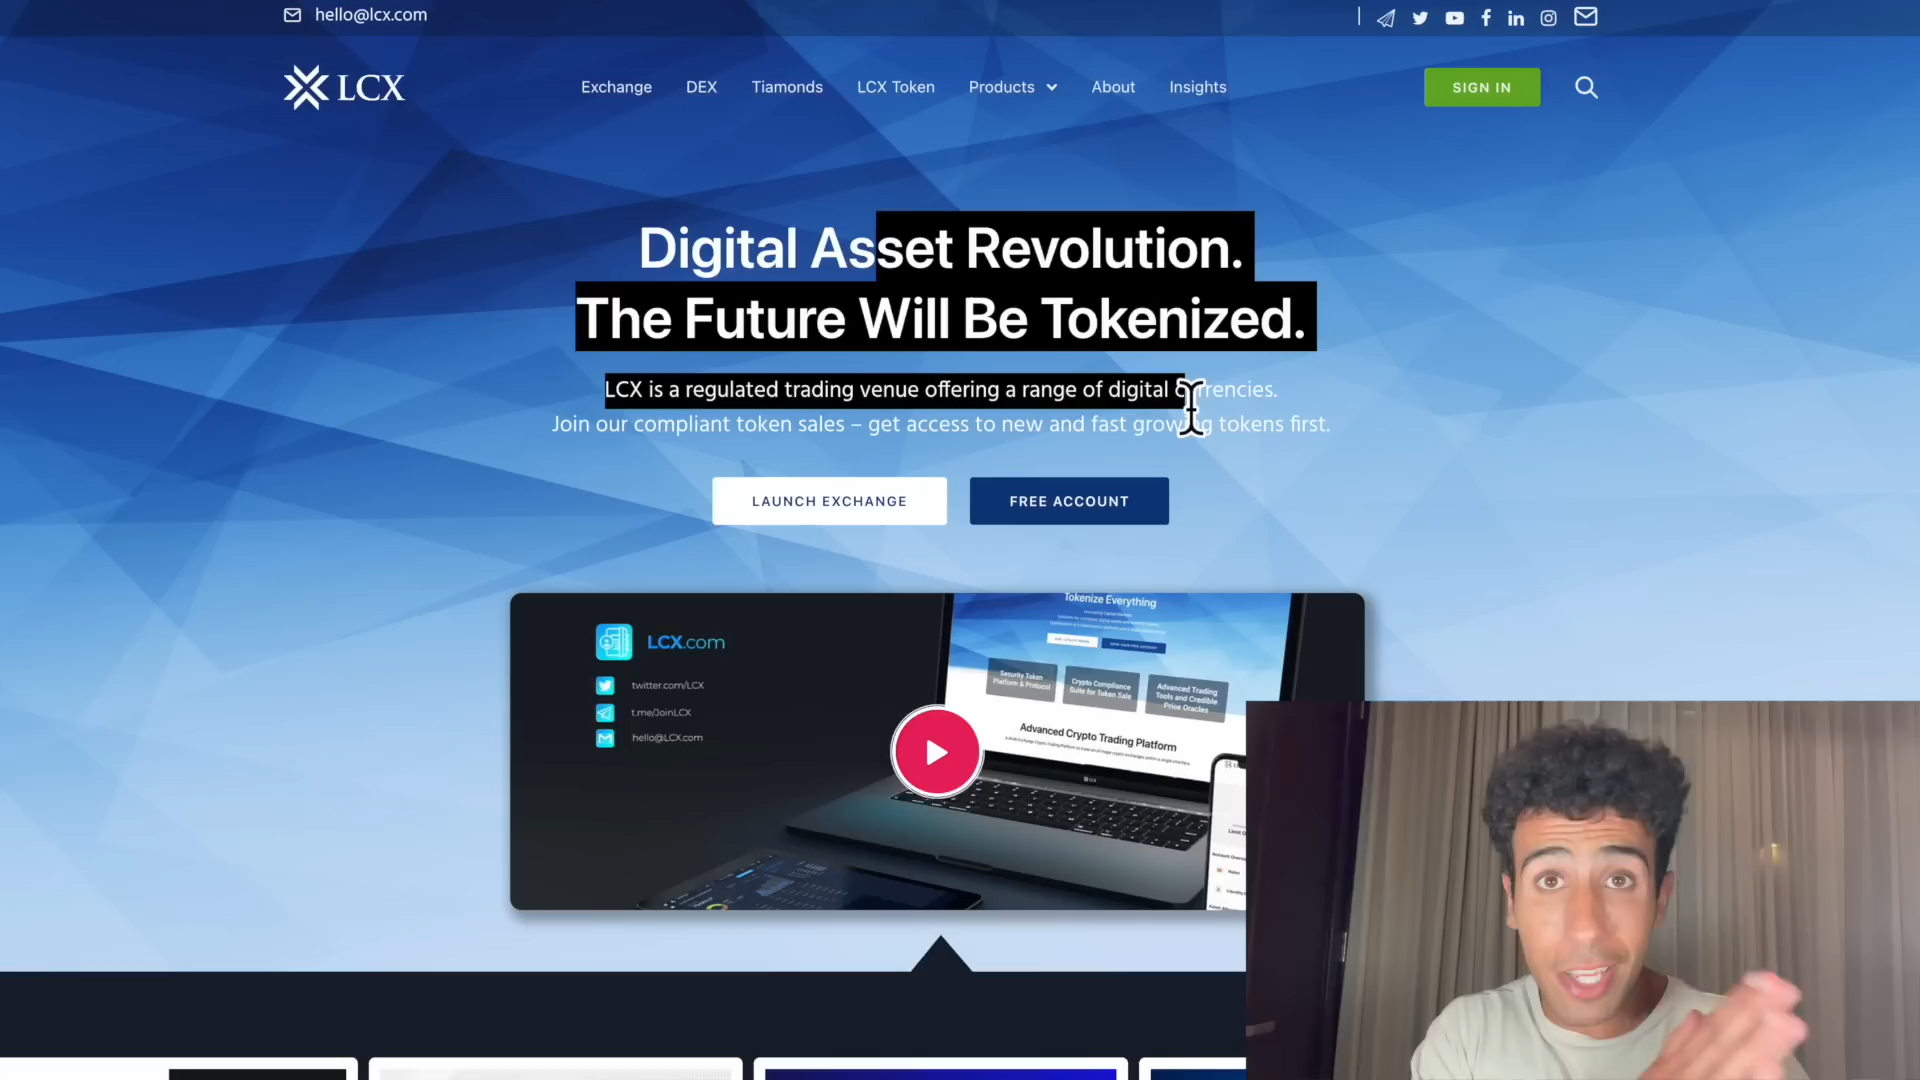 hello@lcx.com
LCX
Exchange DEX Tiamonds LCX Token Products About Insights
SIGN IN
Digital Asset Revolution.
The Future Will Be Tokenized.
LCX is a regulated trading venue offering a range of digital currencies.
Join our compliant token sales – get access to new and fast growing tokens first.
LAUNCH EXCHANGE FREE ACCOUNT
LCX.com
twitter.com/LCX
t.me/JoinLCX
hello@LCX.com
Tokenize Everything
Security Token
Platform & Protocol
Crypto Compliance
Suite for Token Sale
Advanced Trading
Tools and Credible
Price Oracles
Advanced Crypto Trading Platform